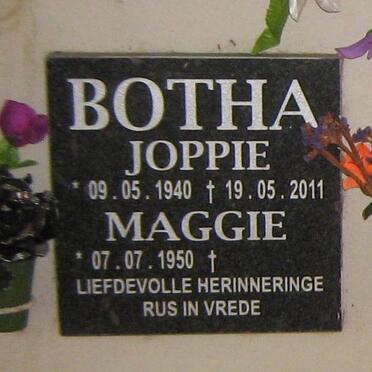 BOTHA
JOPPIE
* 09.05.1940 † 19.05.2011
MAGGIE
* 07.07.1950 †
LIEFDEVOLLE HERINNERINGE
RUS IN VREDE